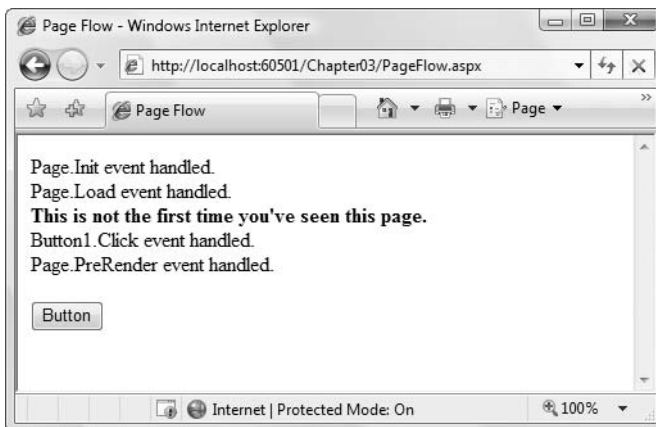 Page Flow - Windows Internet Explorer
http://localhost:60501/Chapter03/PageFlow.aspx
Page Flow
Page
»
Page.Init event handled.
Page.Load event handled.
This is not the first time you've seen this page.
Button1.Click event handled.
Page.PreRender event handled.
Button
Internet | Protected Mode: On
100%